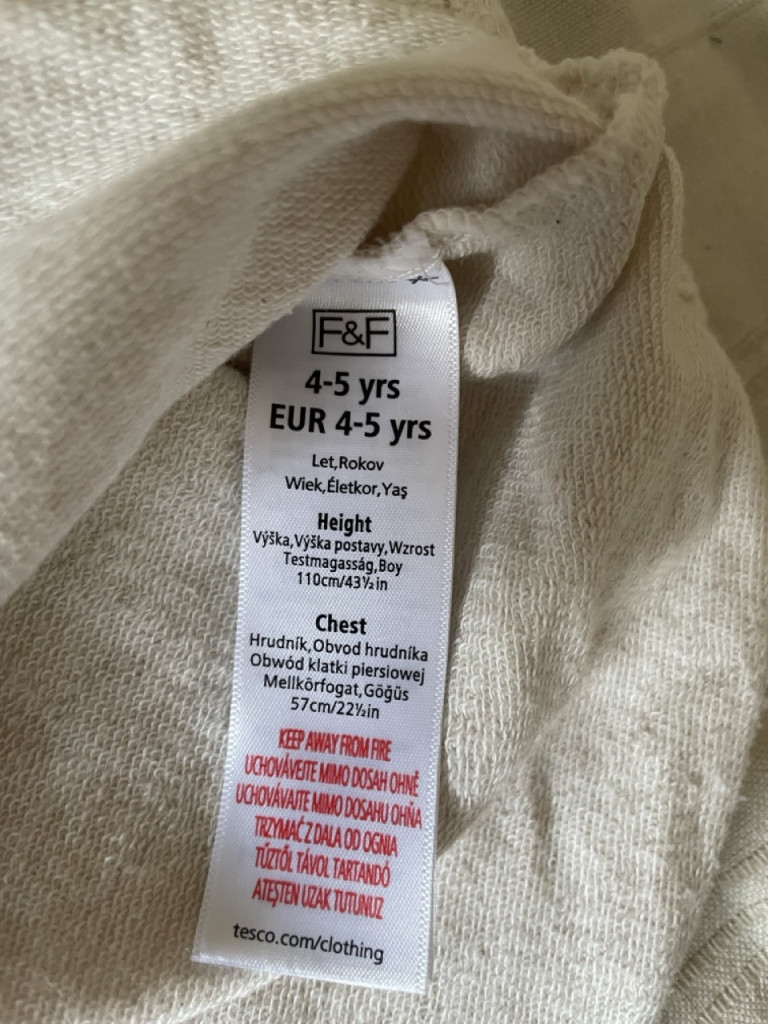 F&F
4-5 yrs
EUR 4-5 yrs
Let,Rokov
Wiek,Életkor,Yaş
Height
Výška,Výška postavy,Wzrost
Testmagasság,Boy
110cm/43½in
Chest
Hrudník,Obvod hrudníka
Obwód klatki piersiowej
Mellkõrfogat,Göğüs
57cm/22½in
KEEP AWAY FROM FIRE
UCHOVÁVEJTE MIMO DOSAH OHNĚ
UCHOVÁVAJTE MIMO DOSAHU OHŇA
TRZYMAĆ Z DALA OD OGNIA
TŰZTŐL TÁVOL TARTANDÓ
ATEŞTEN UZAK TUTUNUZ
tesco.com/clothing